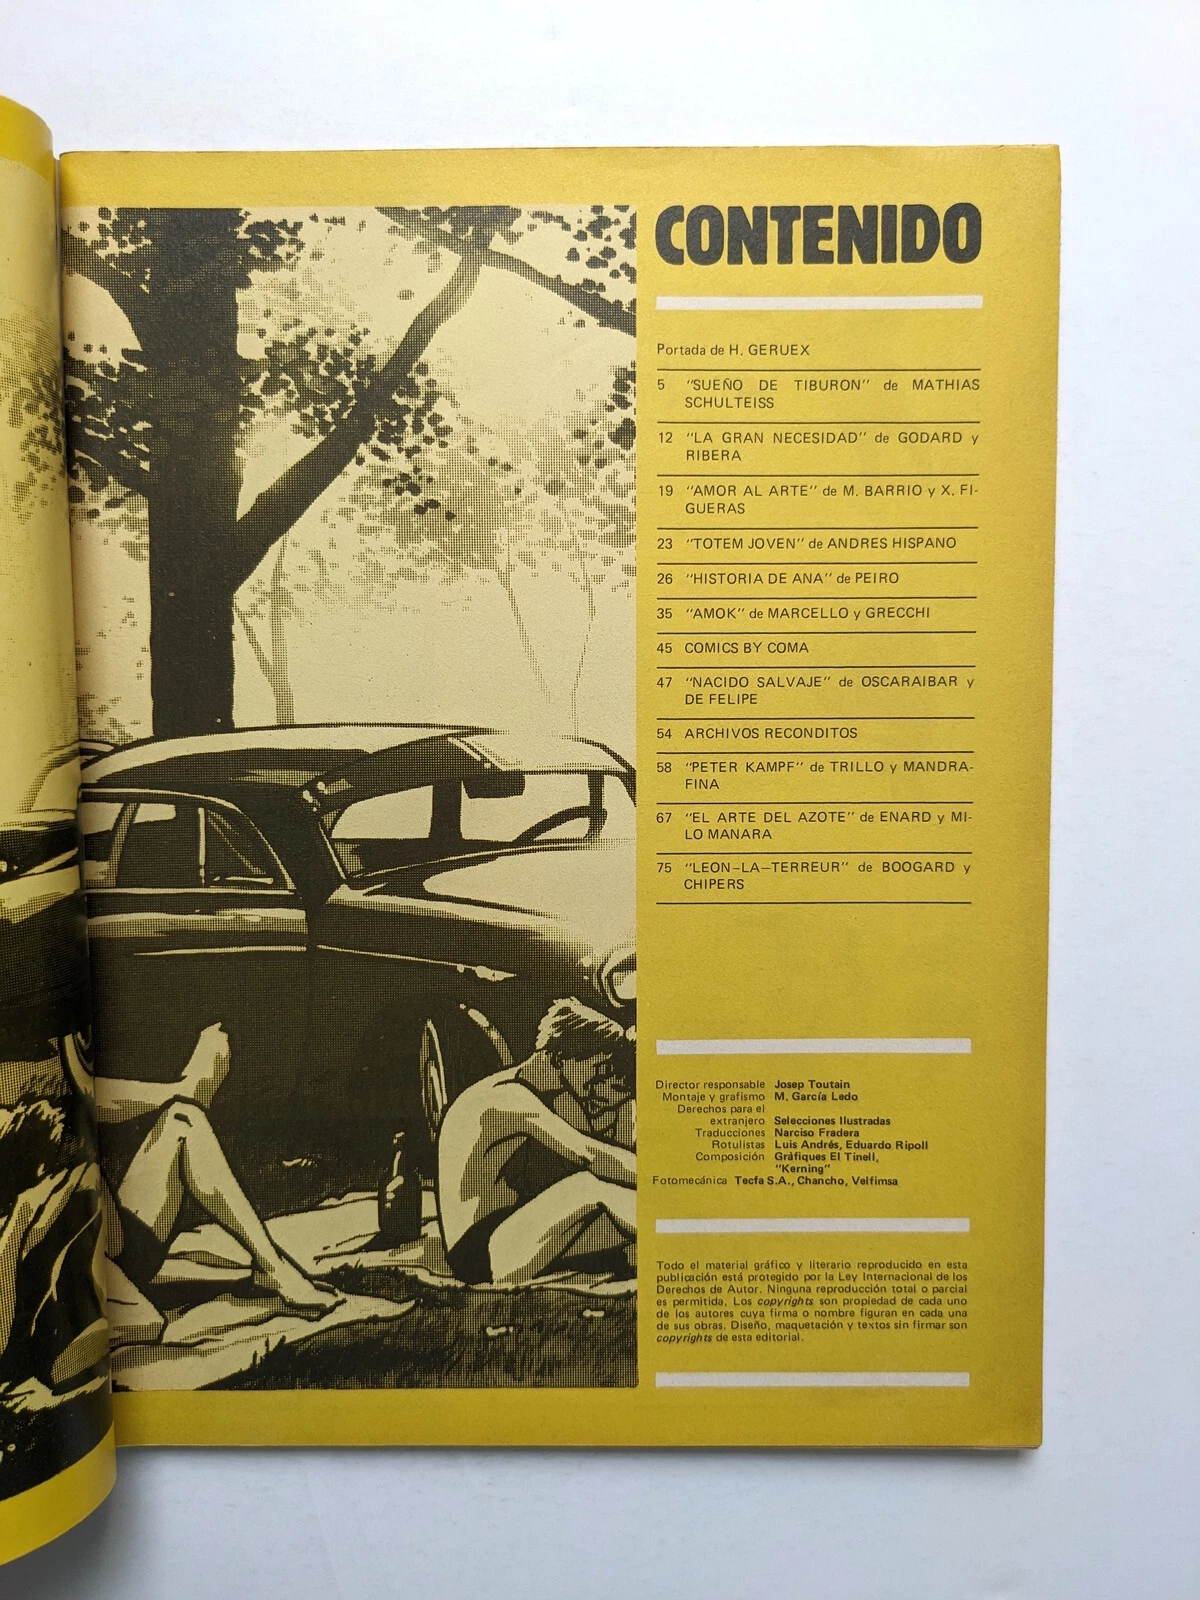 CONTENIDO
Portada de H. GERUEX
5 "SUEÑO DE TIBURON" de MATHIAS
SCHULTEISS
12 "LA GRAN NECESIDAD" de GODARD y
RIBERA
19 "AMOR AL ARTE" de M. BARRIO y X. FI-
GUERAS
23 "TOTEM JOVEN" de ANDRES HISPANO
26 "HISTORIA DE ANA" de PEIRO
35 "AMOK" de MARCELLO y GRECCHI
45 COMICS BY COMA
47 "NACIDO SALVAJE" de OSCARAIBAR y
DE FELIPE
54 ARCHIVOS RECONDITOS
58 "PETER KAMPF" de TRILLO y MANDRA-
FINA
67 "EL ARTE DEL AZOTE" de ENARD y MI-
LO MANARA
75 "LEON-LA-TERREUR" de BOOGARD y
CHIPERS
Director responsable Josep Toutain
Montaje y grafismo M. García Ledo
Derechos para el
extranjero Selecciones Ilustradas
Traducciones Narciso Fradera
Rotulistas Luis Andrés, Eduardo Ripoll
Composición Gràfiques El Tinell,
"Kerning"
Fotomecánica Tecfa S.A., Chancho, Velfimsa
Todo el material gráfico y literario reproducido en esta
publicación está protegido por la Ley Internacional de los
Derechos de Autor. Ninguna reproducción total o parcial
es permitida. Los copyrights son propiedad de cada uno
de los autores cuya firma o nombre figuran en cada una
de sus obras. Diseño, maquetación y textos sin firmar son
copyrights de esta editorial.